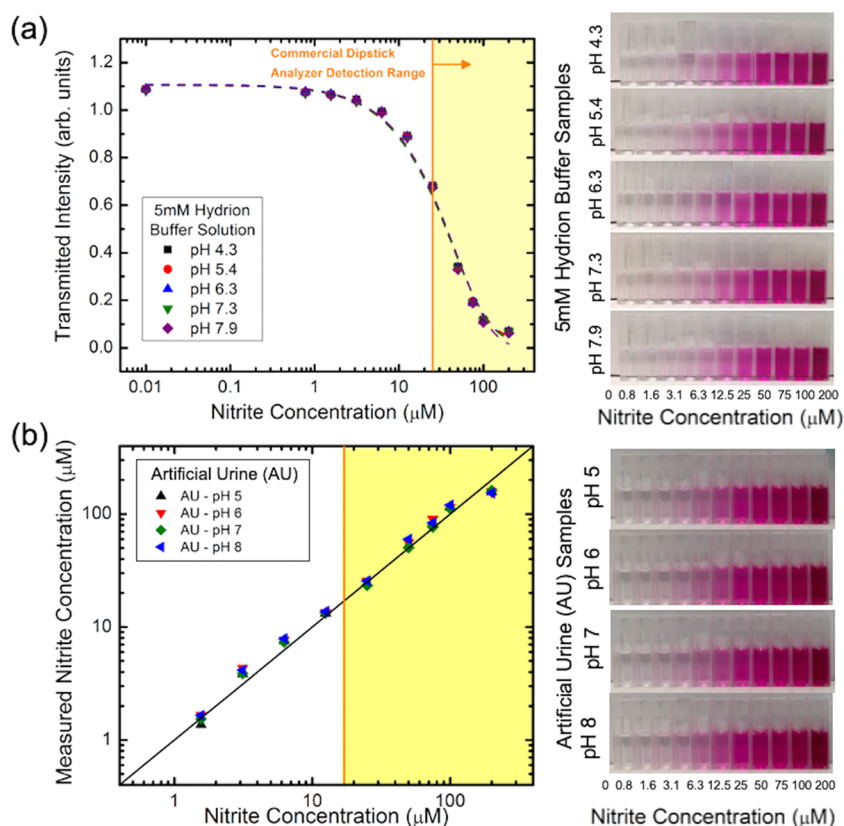 (a)
Commercial Dipstick
Analyzer Detection Range
Transmitted Intensity (arb. units)
1.2
1.0
0.8
0.6
0.4
0.2
0.0
5mM Hydrion
Buffer Solution
pH 4.3
pH 5.4
pH 6.3
pH 7.3
pH 7.9
0.01 0.1 1 10 100
Nitrite Concentration (μM)
5mM Hydrion Buffer Samples
pH 4.3
pH 5.4
pH 6.3
pH 7.3
pH 7.9
0 0.8 1.6 3.1 6.3 12.5 25 50 75 100 200
Nitrite Concentration (μM)
(b)
Measured Nitrite Concentration (μM)
100
10
1
Artificial Urine (AU)
AU - pH 5
AU - pH 6
AU - pH 7
AU - pH 8
1 10 100
Nitrite Concentration (μM)
Artificial Urine (AU) Samples
pH 5
pH 6
pH 7
pH 8
0 0.8 1.6 3.1 6.3 12.5 25 50 75 100 200
Nitrite Concentration (μM)